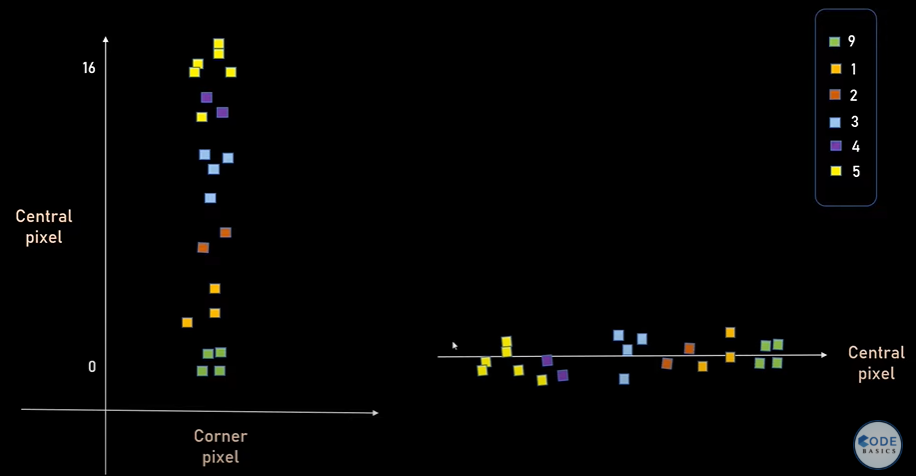 16
Central
pixel
0
Corner
pixel
9
1
2
3
4
5
Central
pixel
CODE
BASICS